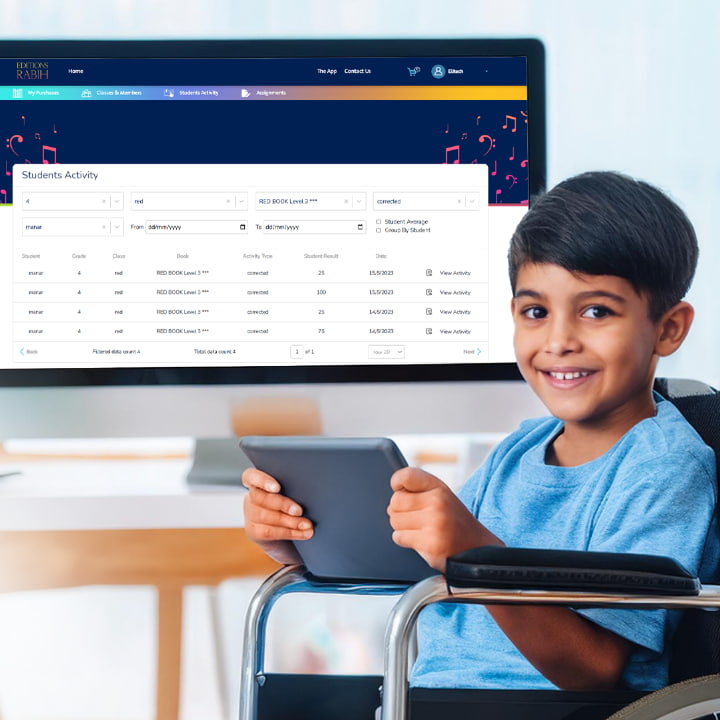 EDITIONS
RABIH
Home
The App
Contact Us
0
Elitech
My Purchases
Classes & Members
Students Activity
Assignments
Students Activity
4
red
RED BOOK Level 3 ***
corrected
manar
From dd/mm/yyyy
To dd/mm/yyyy
Student Average
Group By Student
Student Grade Class Book Activity Type Student Result Date
manar 4 red RED BOOK Level 3 *** corrected 25 15/5/2023 View Activity
manar 4 red RED BOOK Level 3 *** corrected 100 15/5/2023 View Activity
manar 4 red RED BOOK Level 3 *** corrected 25 14/5/2023 View Activity
manar 4 red RED BOOK Level 3 *** corrected 75 14/5/2023 View Activity
Back Filtered data count 4 Total data count 4 1 of 1 row 20 Next